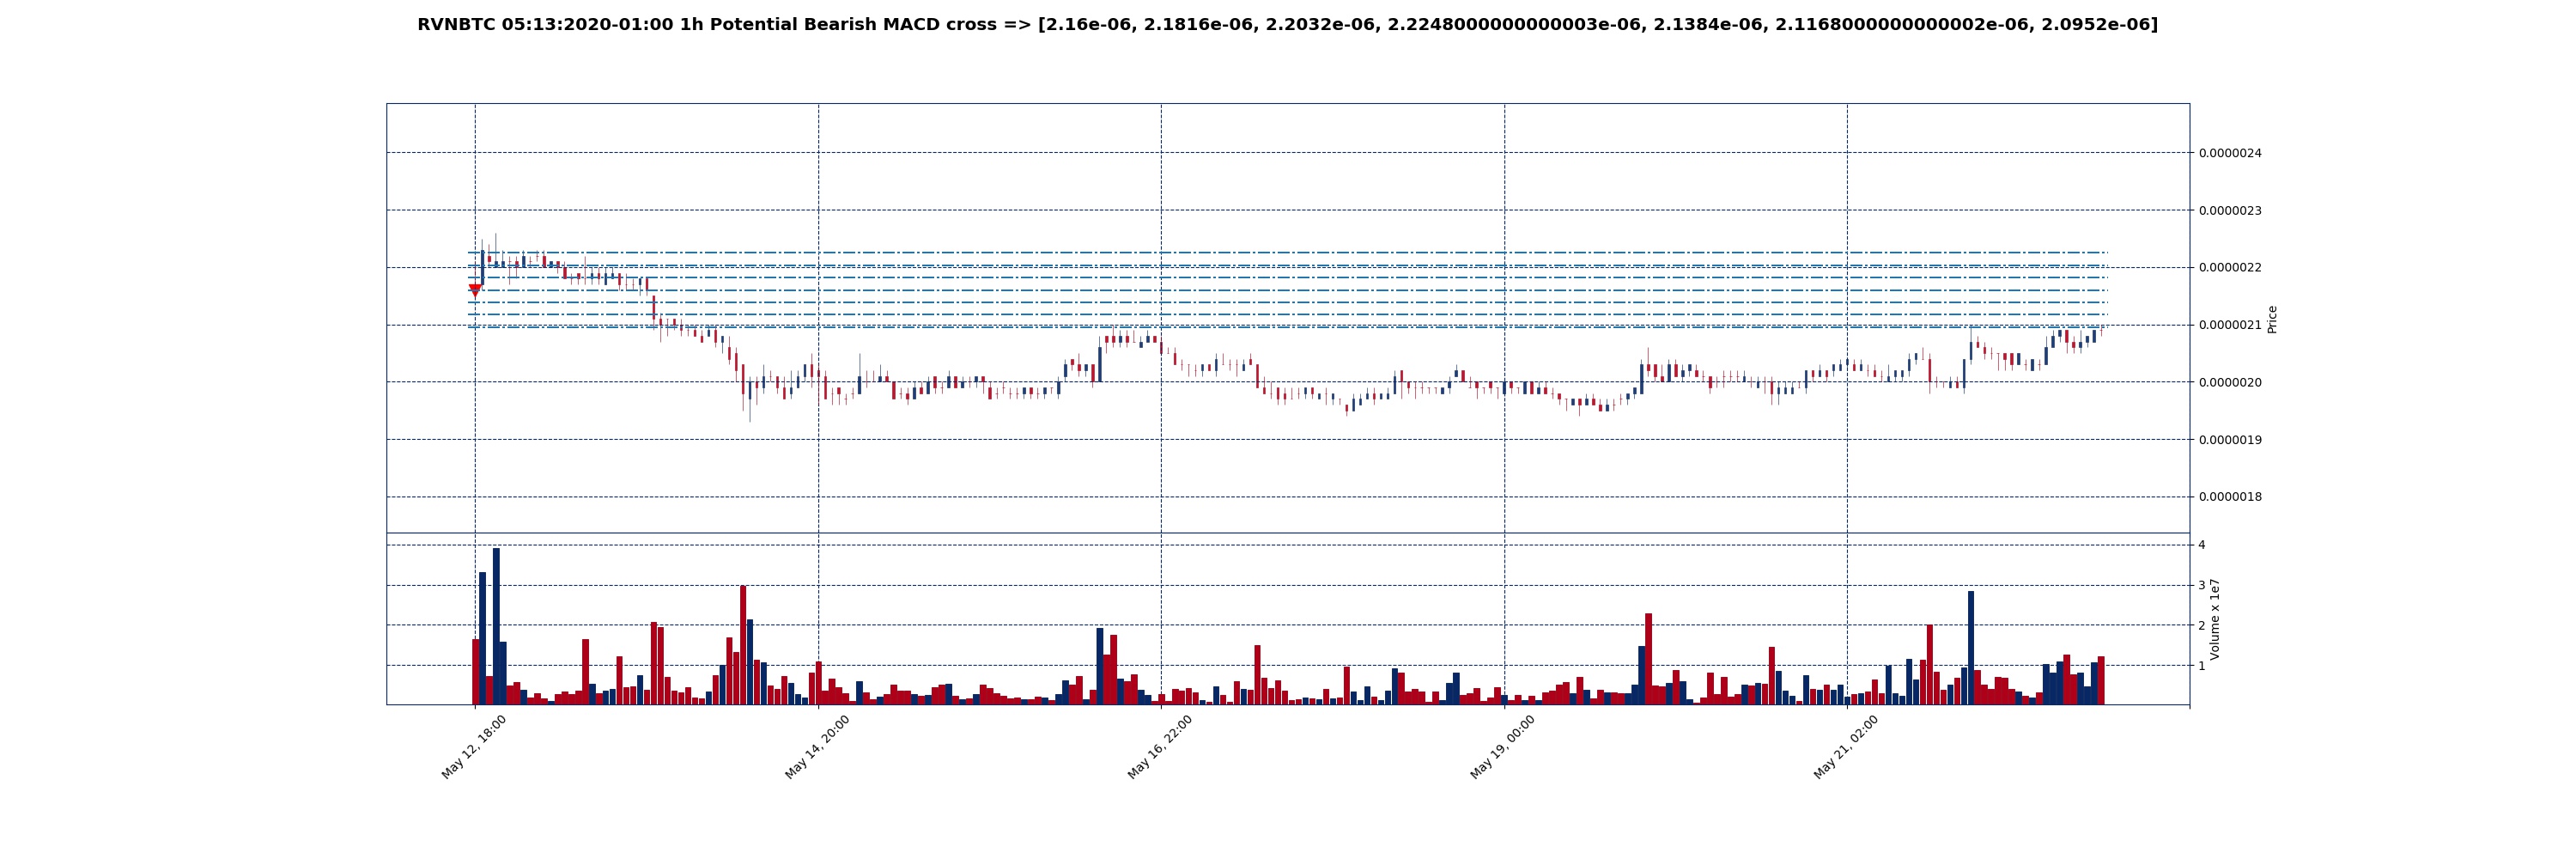 RVNBTC 05:13:2020-01:00 1h Potential Bearish MACD cross => [2.16e-06, 2.1816e-06, 2.2032e-06, 2.2248000000000003e-06, 2.1384e-06, 2.1168000000000002e-06, 2.0952e-06]
0.0000024
0.0000023
0.0000022
0.0000021
0.0000020
0.0000019
0.0000018
Price
4
3
2
1
Volume x 1e7
May 12, 18:00
May 14, 20:00
May 16, 22:00
May 19, 00:00
May 21, 02:00